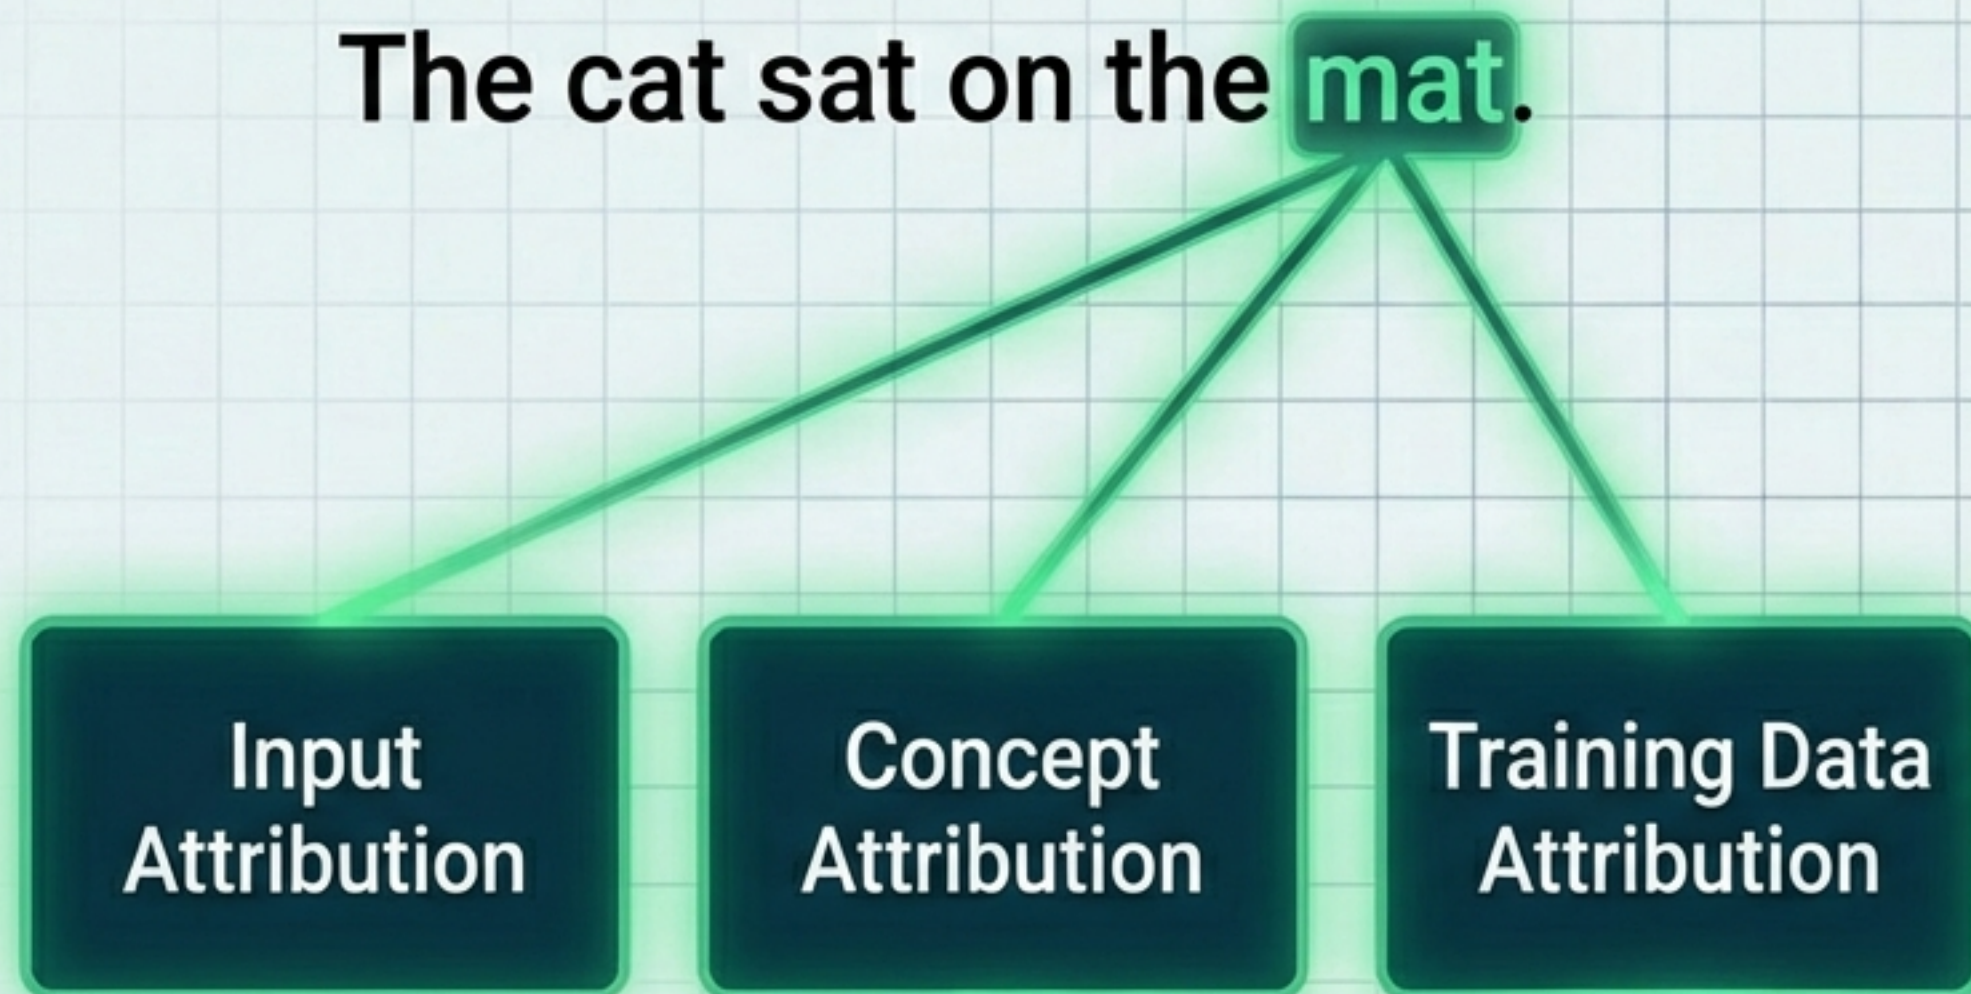 The cat sat on the mat.
Input
Attribution
Concept
Attribution
Training Data
Attribution